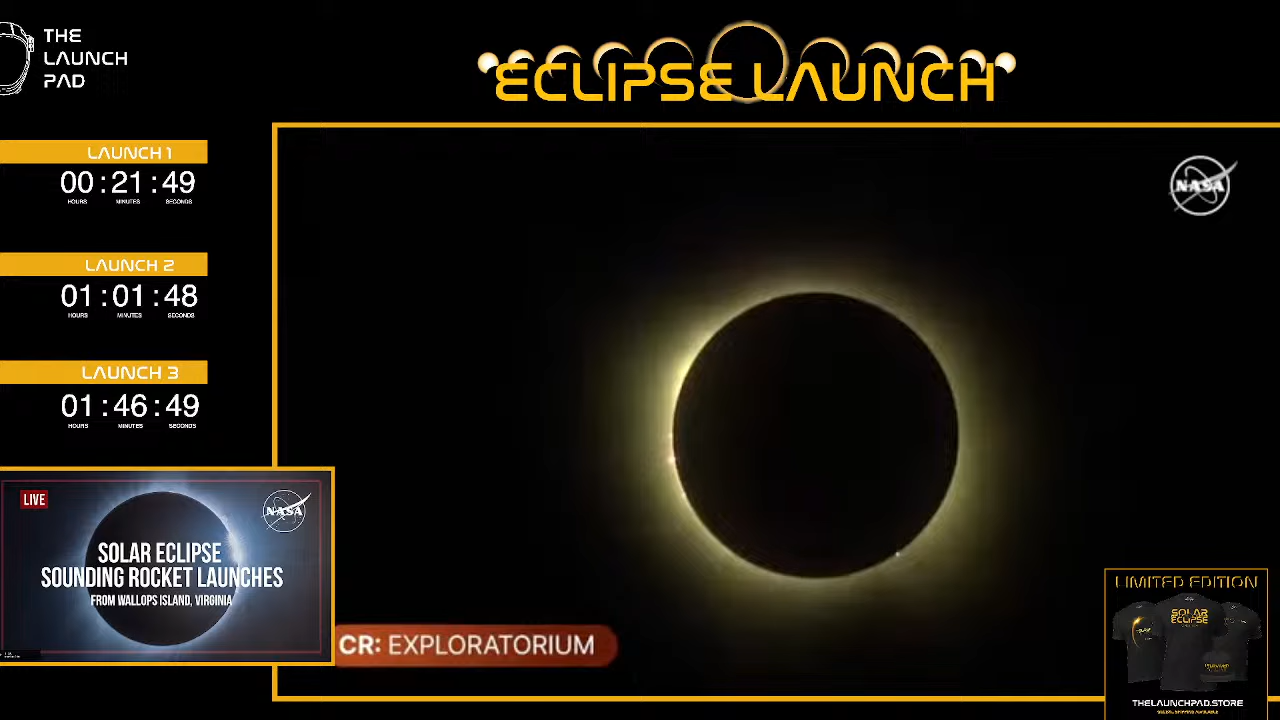 THE
LAUNCH
PAD
ECLIPSE LAUNCH
LAUNCH 1
00 : 21 : 49
HOURS MINUTES SECONDS
LAUNCH 2
01 : 01 : 48
HOURS MINUTES SECONDS
LAUNCH 3
01 : 46 : 49
HOURS MINUTES SECONDS
NASA
LIVE
NASA
SOLAR ECLIPSE
SOUNDING ROCKET LAUNCHES
FROM WALLOPS ISLAND, VIRGINIA
CR: EXPLORATORIUM
LIMITED EDITION
SOLAR
ECLIPSE
THELAUNCHPAD.STORE